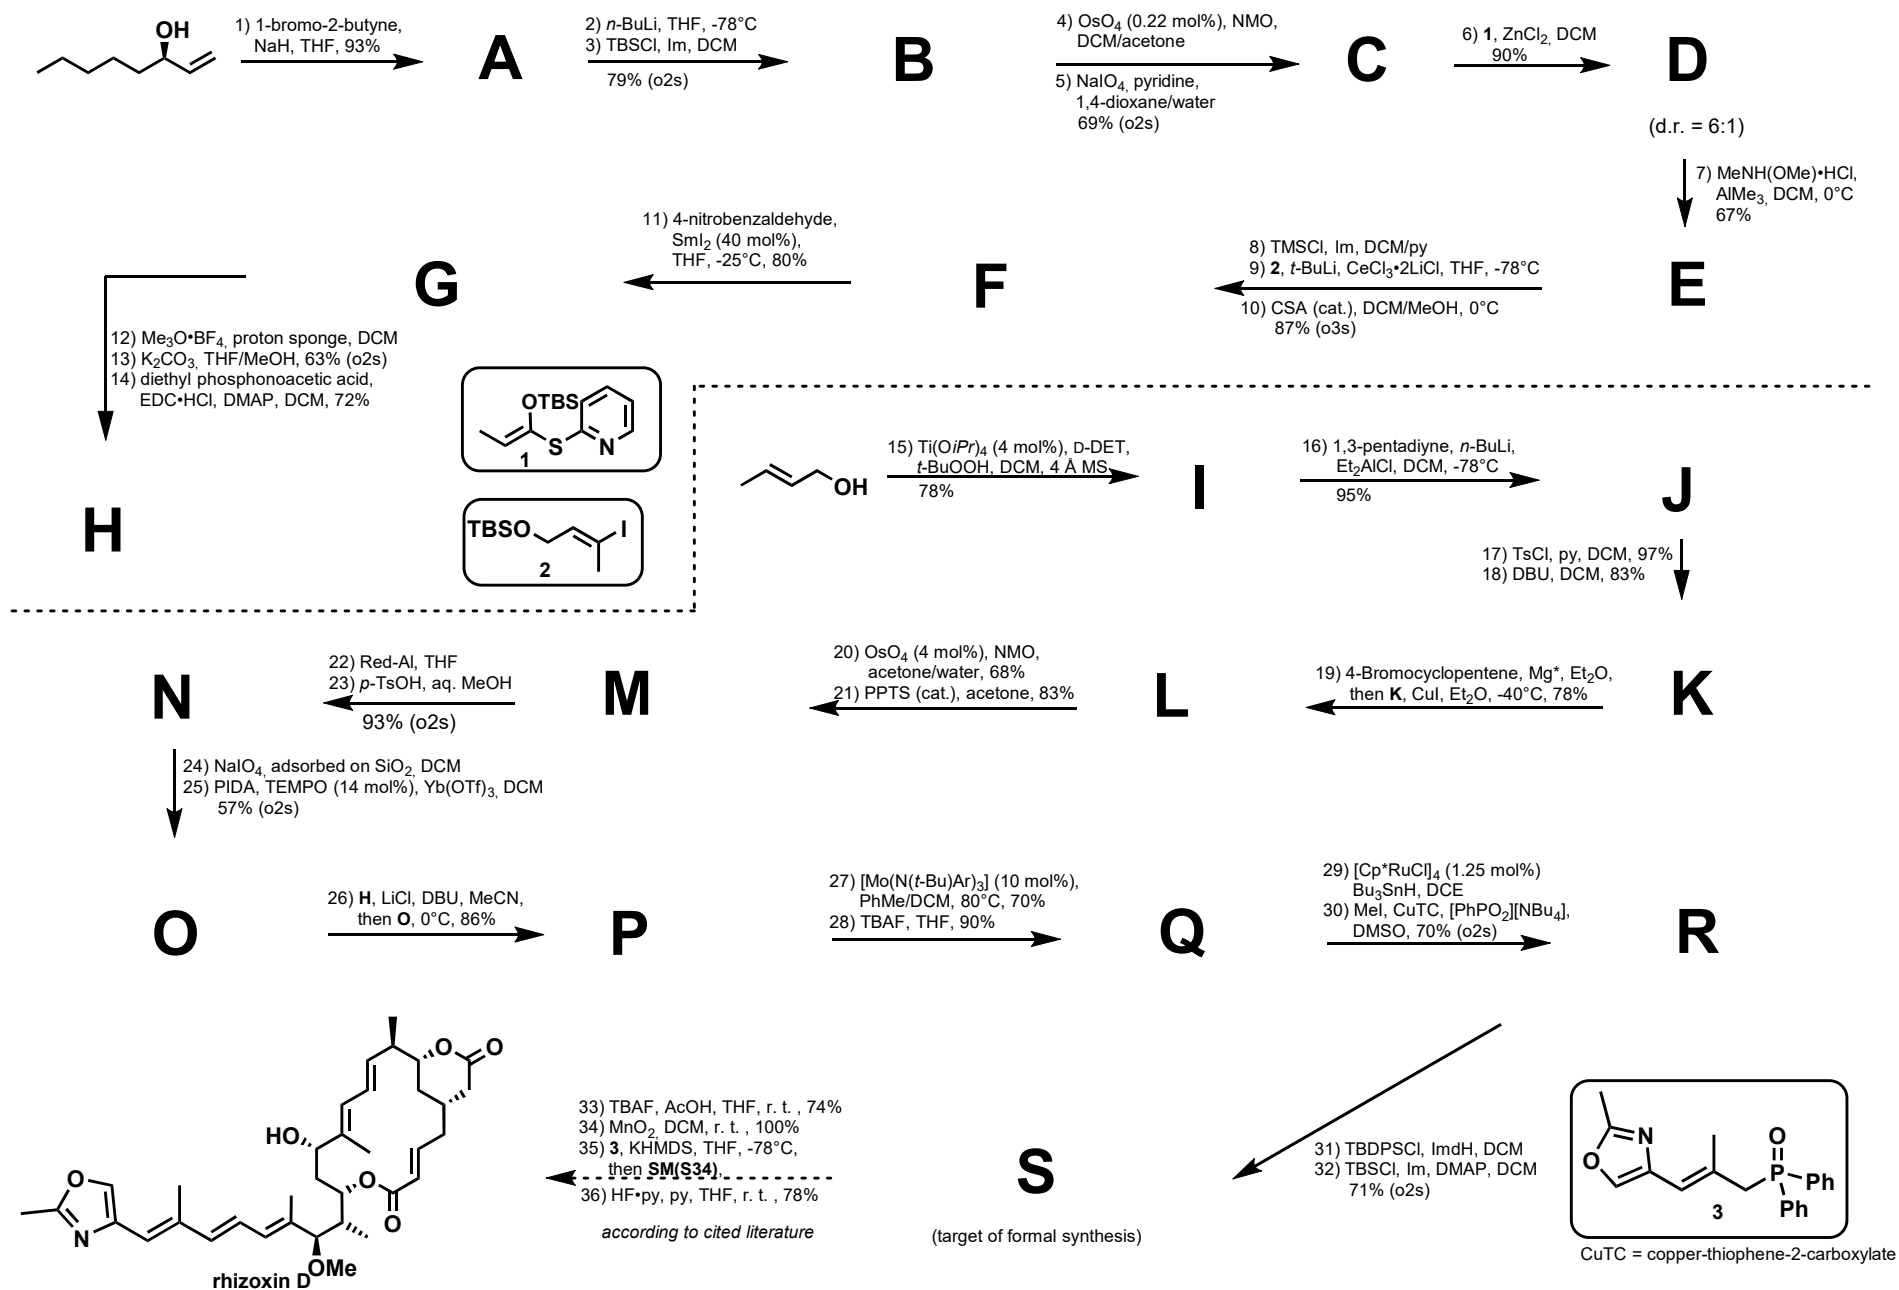 OH
1) 1-bromo-2-butyne,
NaH, THF, 93%
A
2) n-BuLi, THF, -78°C
3) TBSCl, Im, DCM
79% (o2s)
B
4) OsO4 (0.22 mol%), NMO,
DCM/acetone
5) NaIO4, pyridine,
1,4-dioxane/water
69% (o2s)
C
6) 1, ZnCl2, DCM
90%
D
(d.r. = 6:1)
7) MeNH(OMe)•HCl,
AlMe3, DCM, 0°C
67%
E
8) TMSCl, Im, DCM/py
9) 2, t-BuLi, CeCl3•2LiCl, THF, -78°C
10) CSA (cat.), DCM/MeOH, 0°C
87% (o3s)
F
11) 4-nitrobenzaldehyde,
SmI2 (40 mol%),
THF, -25°C, 80%
G
12) Me3O•BF4, proton sponge, DCM
13) K2CO3, THF/MeOH, 63% (o2s)
14) diethyl phosphonoacetic acid,
EDC•HCl, DMAP, DCM, 72%
H
OTBS
S
N
1
TBSO
I
2
OH
15) Ti(OiPr)4 (4 mol%), D-DET,
t-BuOOH, DCM, 4 Å MS
78%
I
16) 1,3-pentadiyne, n-BuLi,
Et2AlCl, DCM, -78°C
95%
J
17) TsCl, py, DCM, 97%
18) DBU, DCM, 83%
K
19) 4-Bromocyclopentene, Mg*, Et2O,
then K, CuI, Et2O, -40°C, 78%
L
20) OsO4 (4 mol%), NMO,
acetone/water, 68%
21) PPTS (cat.), acetone, 83%
M
22) Red-Al, THF
23) p-TsOH, aq. MeOH
93% (o2s)
N
24) NaIO4, adsorbed on SiO2, DCM
25) PIDA, TEMPO (14 mol%), Yb(OTf)3, DCM
57% (o2s)
O
26) H, LiCl, DBU, MeCN,
then O, 0°C, 86%
P
27) [Mo(N(t-Bu)Ar)3] (10 mol%),
PhMe/DCM, 80°C, 70%
28) TBAF, THF, 90%
Q
29) [Cp*RuCl]4 (1.25 mol%)
Bu3SnH, DCE
30) MeI, CuTC, [PhPO2][NBu4],
DMSO, 70% (o2s)
R
31) TBDPSCl, ImdH, DCM
32) TBSCl, Im, DMAP, DCM
71% (o2s)
N
O
O
P
Ph
Ph
3
CuTC = copper-thiophene-2-carboxylate
S
(target of formal synthesis)
33) TBAF, AcOH, THF, r. t. , 74%
34) MnO2, DCM, r. t. , 100%
35) 3, KHMDS, THF, -78°C,
then SM(S34),
36) HF•py, py, THF, r. t. , 78%
according to cited literature
O
O
HO
O
O
O
N
OMe
rhizoxin D